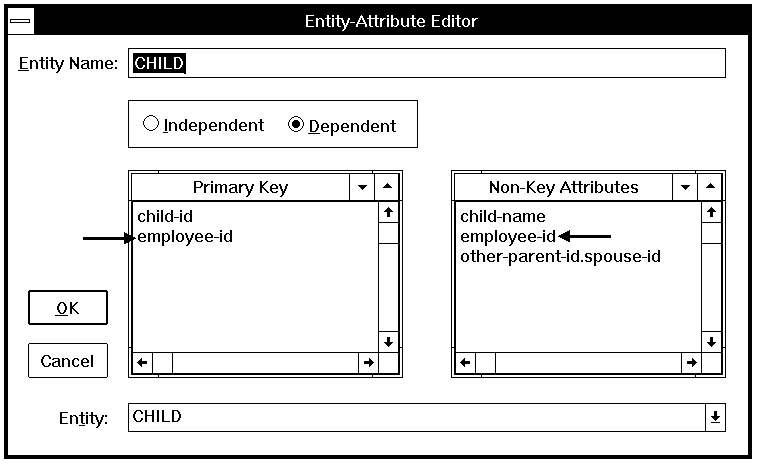 Entity-Attribute Editor
Entity Name: CHILD
Independent Dependent
Primary Key
child-id
employee-id
Non-Key Attributes
child-name
employee-id
other-parent-id.spouse-id
OK
Cancel
Entity: CHILD